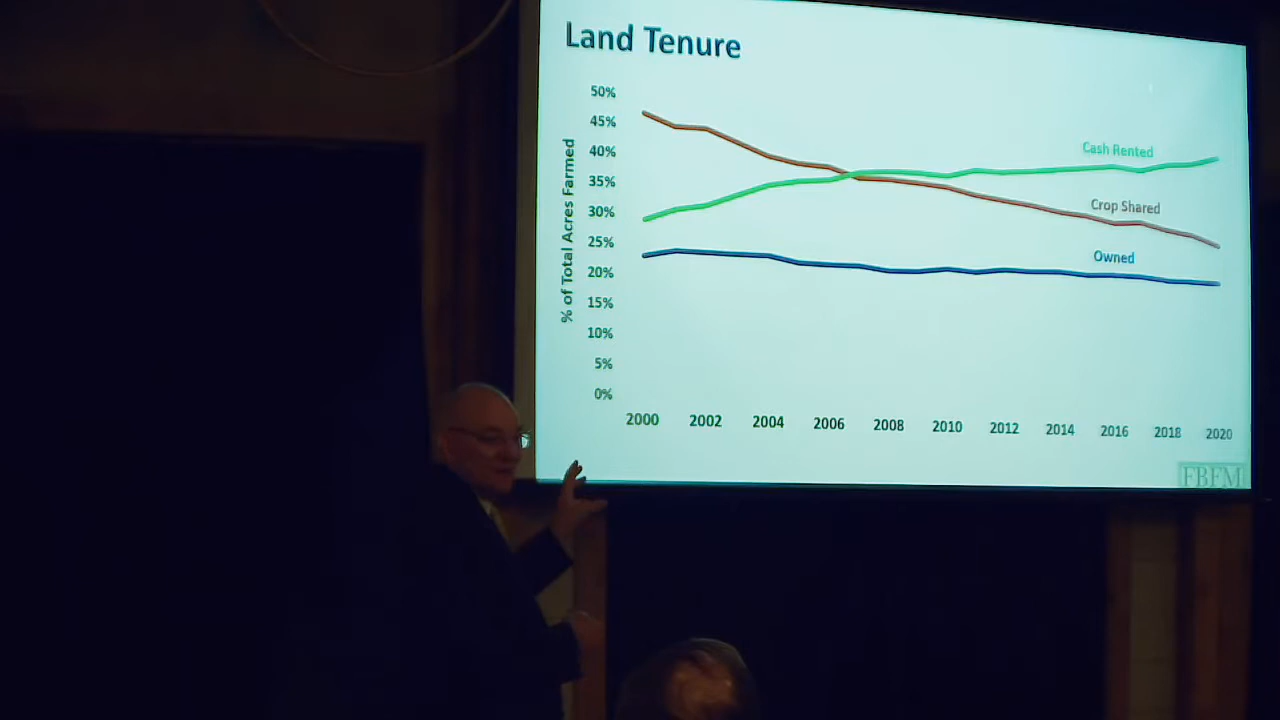 Land Tenure
% of Total Acres Farmed
50%
45%
40%
35%
30%
25%
20%
15%
10%
5%
0%
Cash Rented
Crop Shared
Owned
2000 2002 2004 2006 2008 2010 2012 2014 2016 2018 2020
FBFM